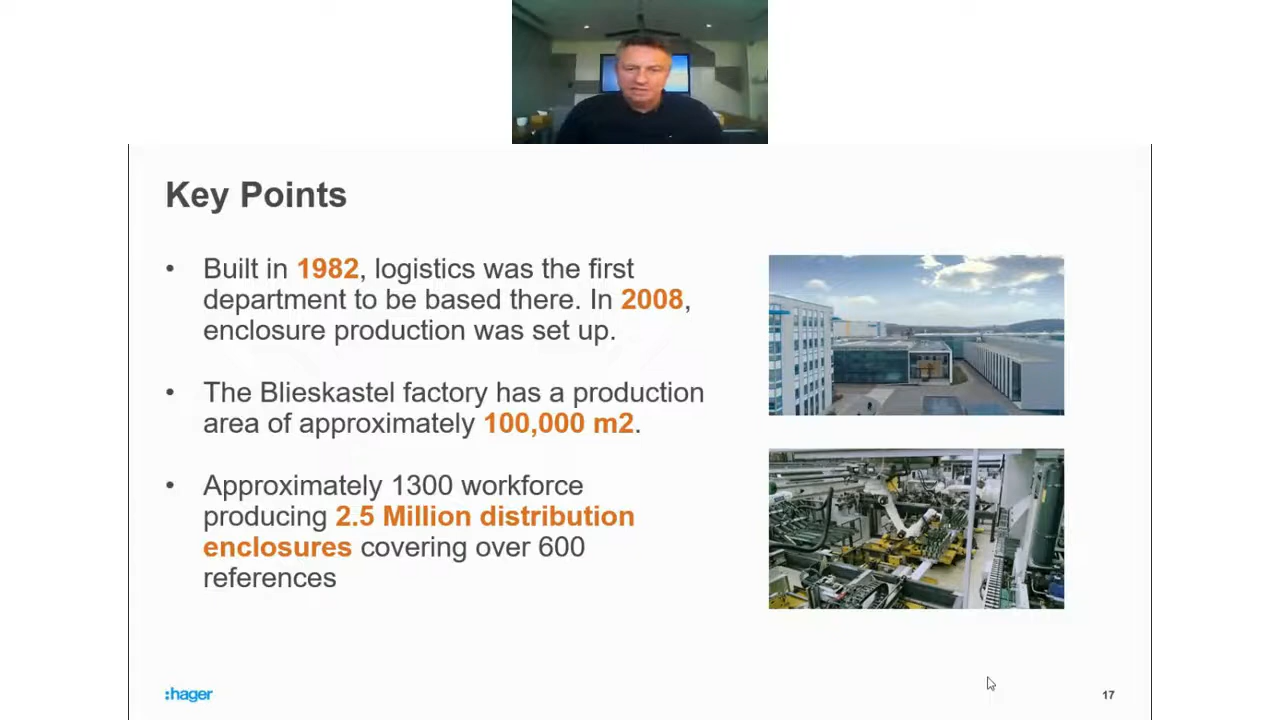 Key Points
• Built in 1982, logistics was the first
department to be based there. In 2008,
enclosure production was set up.
• The Blieskastel factory has a production
area of approximately 100,000 m2.
• Approximately 1300 workforce
producing 2.5 Million distribution
enclosures covering over 600
references
:hager
17